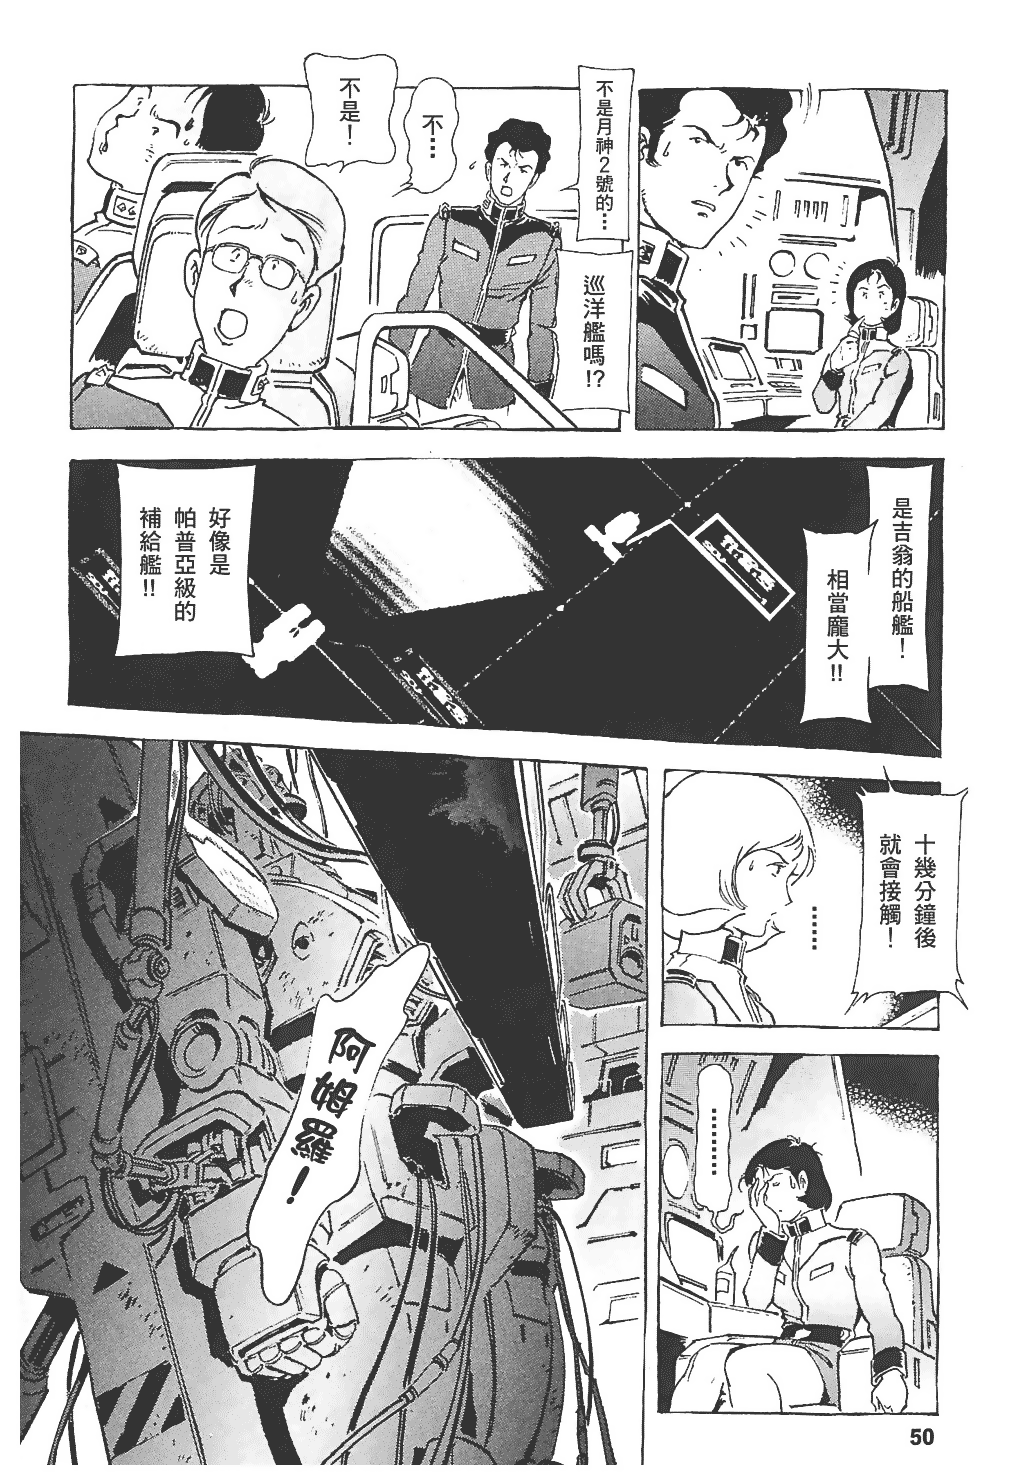 不是月神2號的…
巡洋艦嗎!?
不…
不是！
是吉翁的船艦！
相當龐大!!
好像是
帕普亞級的
補給艦!!
十幾分鐘後
就會接觸！
……
………
阿姆羅！
50